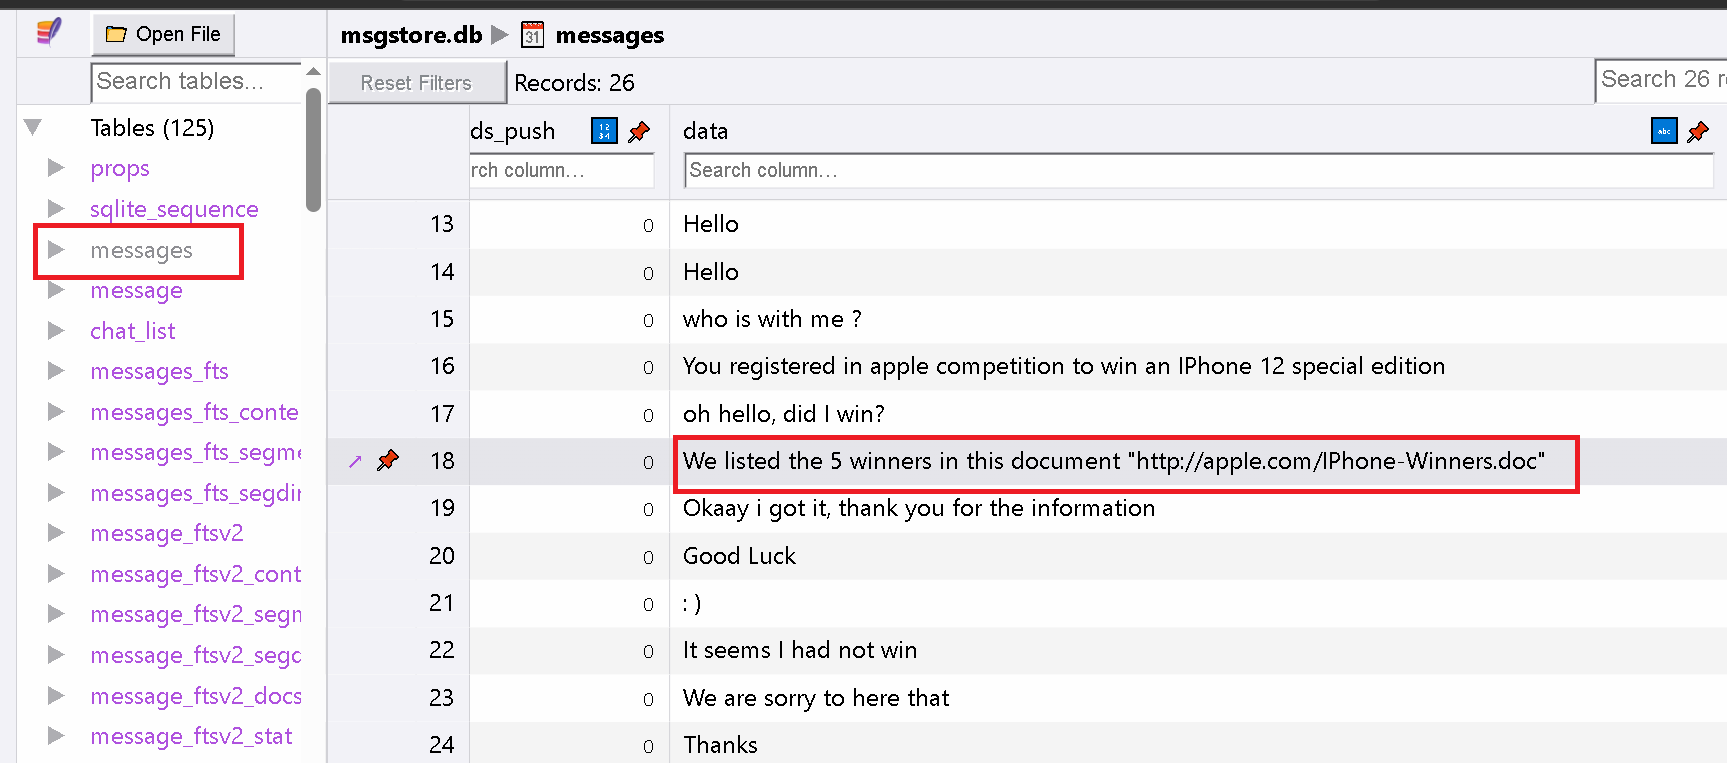 Open File
msgstore.db messages
Search tables...
Reset Filters
Records: 26
Search 26 r
Tables (125)
props
sqlite_sequence
messages
message
chat_list
messages_fts
messages_fts_conte
messages_fts_segme
messages_fts_segdir
message_ftsv2
message_ftsv2_cont
message_ftsv2_segm
message_ftsv2_segd
message_ftsv2_docs
message_ftsv2_stat
ds_push data
rch column... Search column...
13 0 Hello
14 0 Hello
15 0 who is with me ?
16 0 You registered in apple competition to win an IPhone 12 special edition
17 0 oh hello, did I win?
18 0 We listed the 5 winners in this document "http://apple.com/IPhone-Winners.doc"
19 0 Okaay i got it, thank you for the information
20 0 Good Luck
21 0 : )
22 0 It seems I had not win
23 0 We are sorry to here that
24 0 Thanks